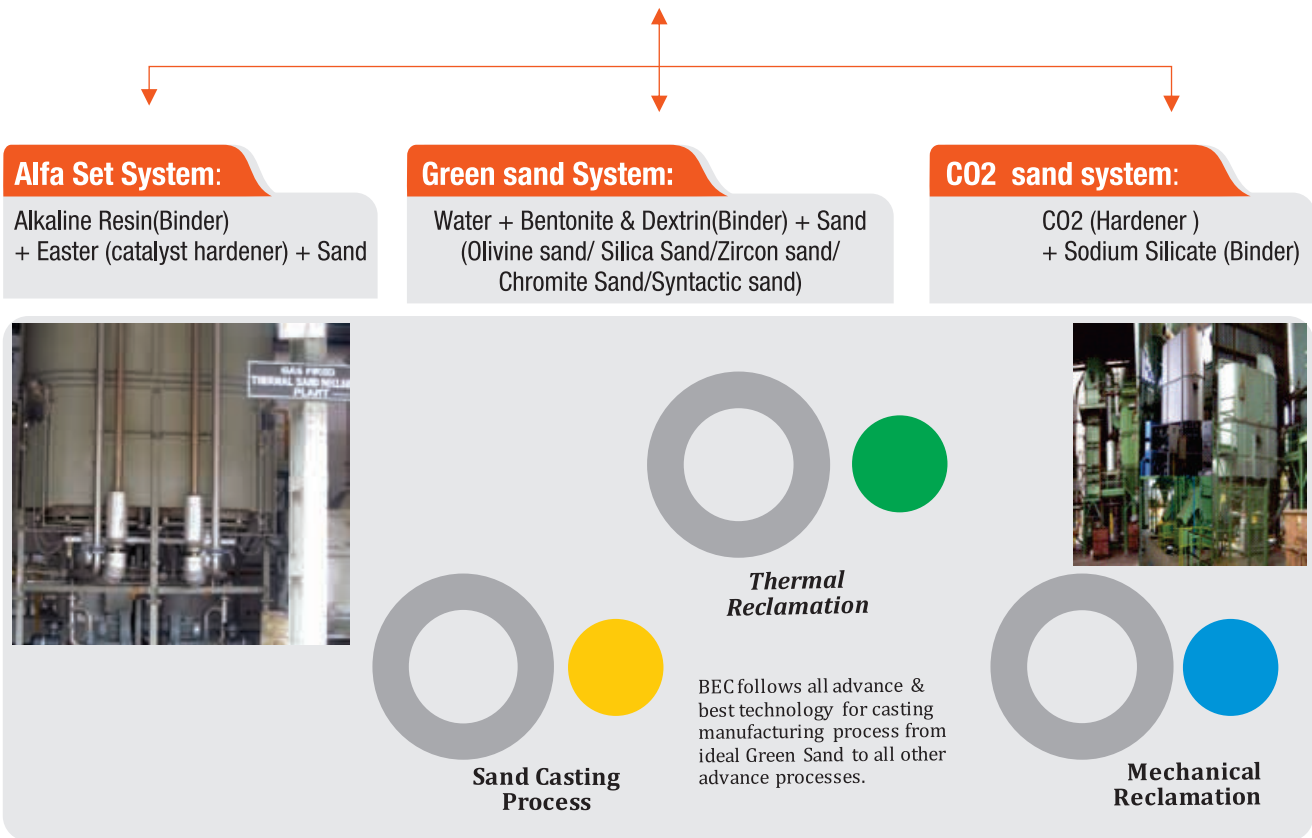 Alfa Set System:
Alkaline Resin(Binder)
+ Easter (catalyst hardener) + Sand
Green sand System:
Water + Bentonite & Dextrin(Binder) + Sand
(Olivine sand/ Silica Sand/Zircon sand/
Chromite Sand/Syntactic sand)
CO2 sand system:
CO2 (Hardener )
+ Sodium Silicate (Binder)
GAS FIRED
THERMAL SAND
PLANT
Thermal
Reclamation
BEC follows all advance &
best technology for casting
manufacturing process from
ideal Green Sand to all other
advance processes.
Sand Casting
Process
Mechanical
Reclamation